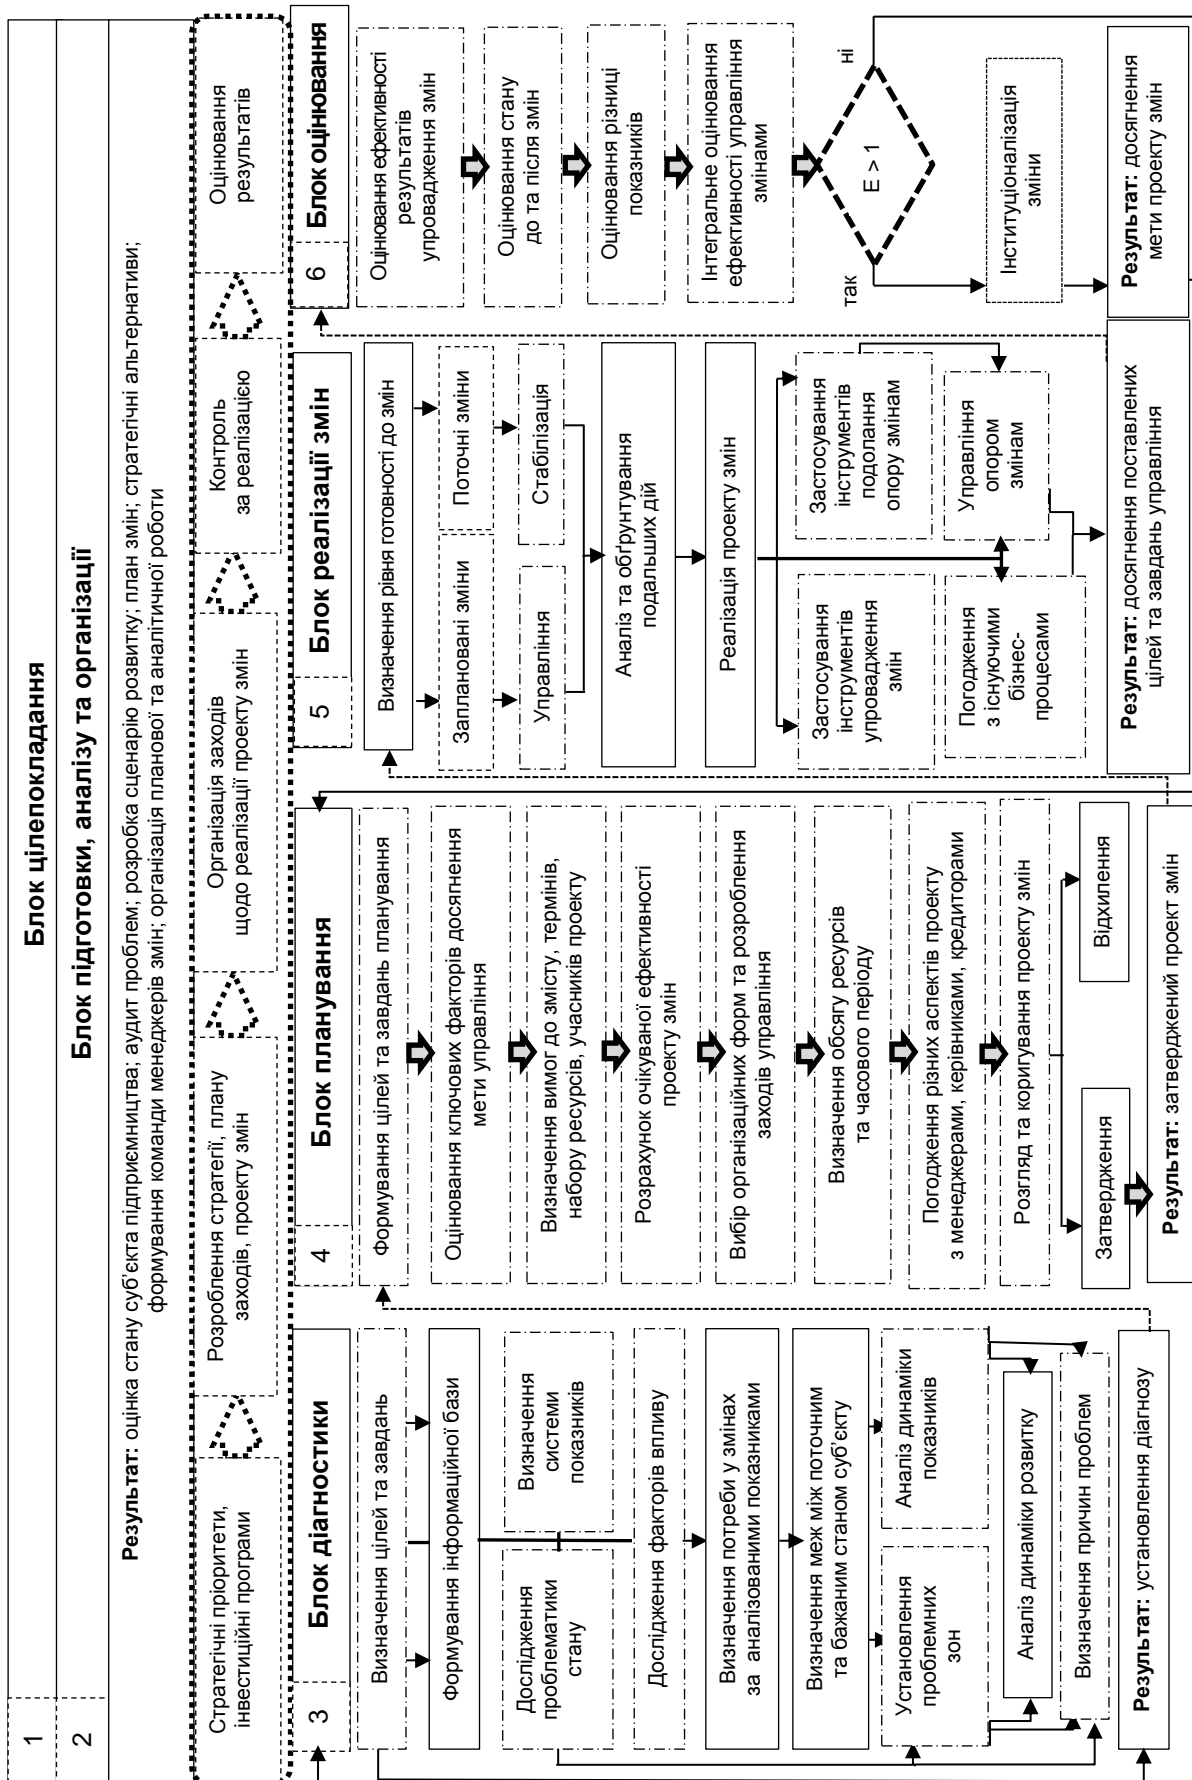 1
Блок цілепокладання
2
Блок підготовки, аналізу та організації
Результат: оцінка стану суб'єкта підприємництва; аудит проблем; розробка сценарію розвитку; план змін; стратегічні альтернативи;
формування команди менеджерів змін; організація планової та аналітичної роботи
Стратегічні пріоритети,
інвестиційні програми
Розроблення стратегії, плану
заходів, проекту змін
Організація заходів
щодо реалізації проекту змін
Контроль
за реалізацією
Оцінювання
результатів
3
Блок діагностики
Визначення цілей та завдань
Формування інформаційної бази
Дослідження
проблематики
стану
Визначення
системи
показників
Дослідження факторів впливу
Визначення потреби у змінах
за аналізованими показниками
Визначення меж між поточним
та бажаним станом суб'єкту
Установлення
проблемних
зон
Аналіз динаміки
показників
Аналіз динаміки розвитку
Визначення причин проблем
Результат: установлення діагнозу
4
Блок планування
Формування цілей та завдань планування
Оцінювання ключових факторів досягнення
мети управління
Визначення вимог до змісту, термінів,
набору ресурсів, учасників проекту
Розрахунок очікуваної ефективності
проекту змін
Вибір організаційних форм та розроблення
заходів управління
Визначення обсягу ресурсів
та часового періоду
Погодження різних аспектів проекту
з менеджерами, керівниками, кредиторами
Розгляд та коригування проекту змін
Затвердження
Відхилення
Результат: затверджений проект змін
5
Блок реалізації змін
Визначення рівня готовності до змін
Заплановані зміни
Поточні зміни
Управління
Стабілізація
Аналіз та обґрунтування
подальших дій
Реалізація проекту змін
Застосування
інструментів
упровадження
змін
Застосування
інструментів
подолання
опору змінам
Погодження
з існуючими
бізнес-
процесами
Управління
опором
змінам
Результат: досягнення поставлених
цілей та завдань управління
6
Блок оцінювання
Оцінювання ефективності
результатів
упровадження змін
Оцінювання стану
до та після змін
Оцінювання різниці
показників
Інтегральне оцінювання
ефективності управління
змінами
так
Е > 1
ні
Інституціоналізація
зміни
Результат: досягнення
мети проекту змін